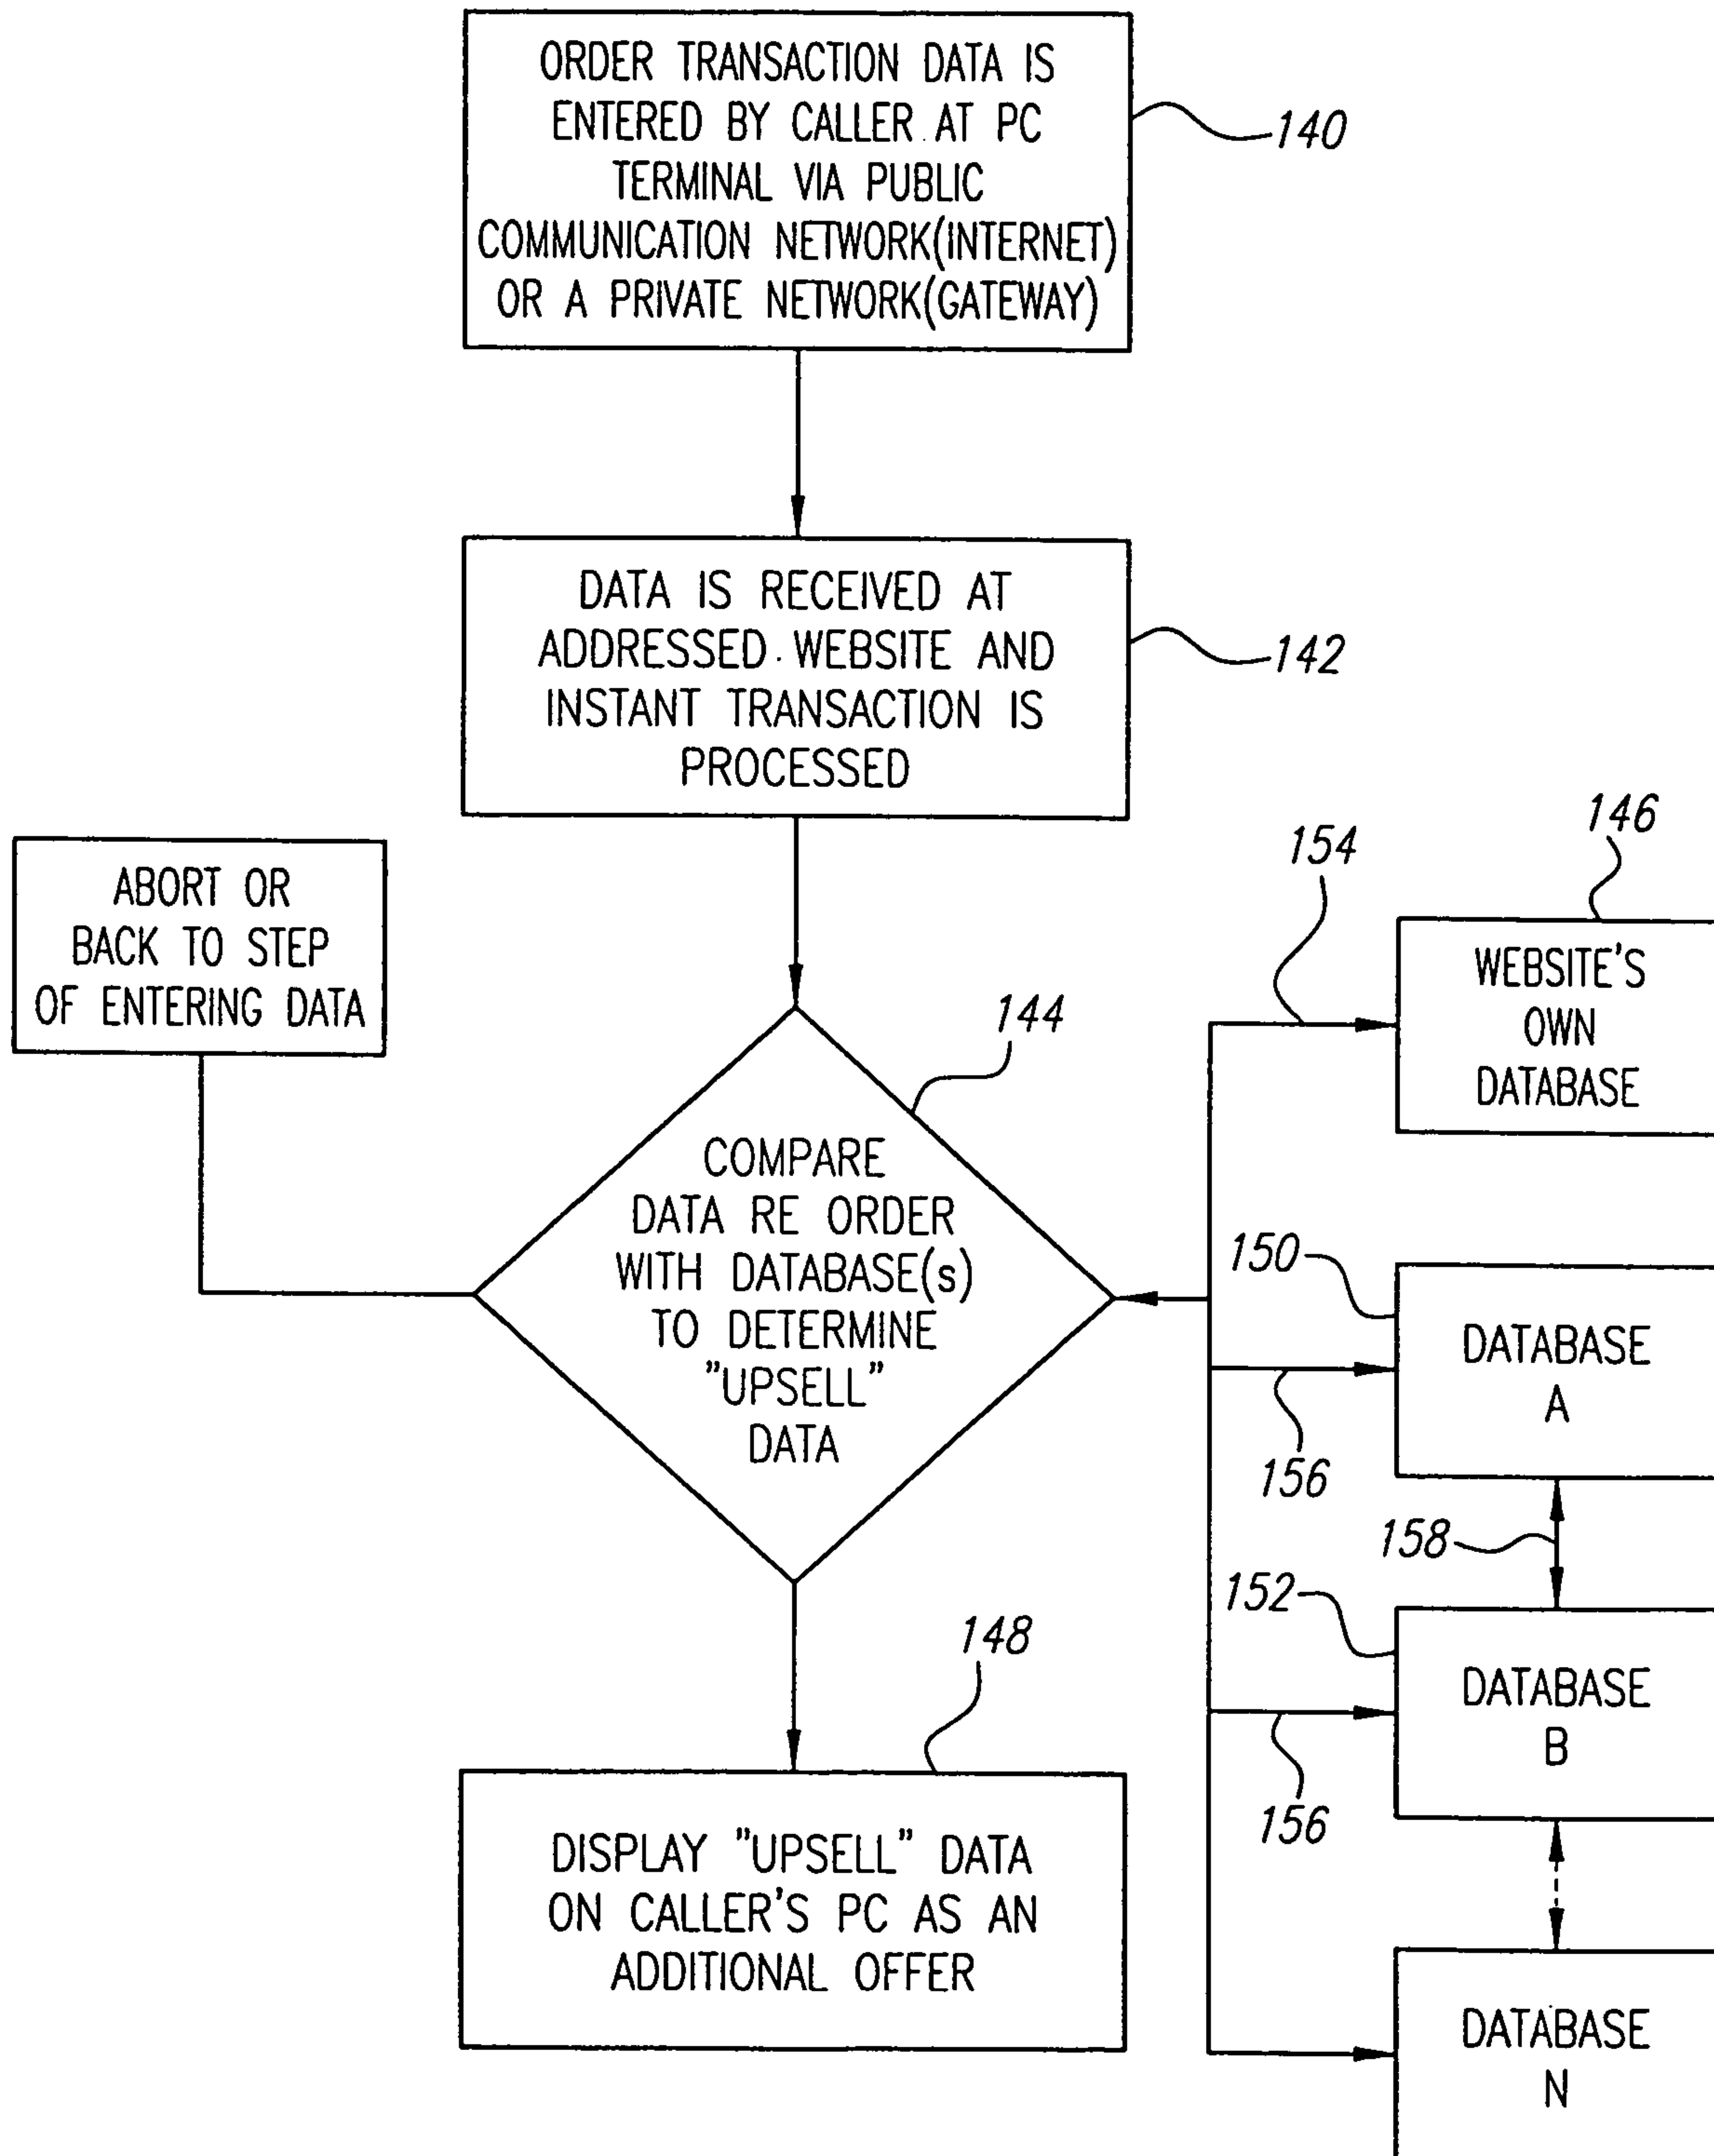 ORDER TRANSACTION DATA IS
ENTERED BY CALLER AT PC
TERMINAL VIA PUBLIC
COMMUNICATION NETWORK(INTERNET)
OR A PRIVATE NETWORK(GATEWAY)
140
DATA IS RECEIVED AT
ADDRESSED WEBSITE AND
INSTANT TRANSACTION IS
PROCESSED
142
ABORT OR
BACK TO STEP
OF ENTERING DATA
144
COMPARE
DATA RE ORDER
WITH DATABASE(s)
TO DETERMINE
"UPSELL"
DATA
154
146
WEBSITE'S
OWN
DATABASE
150
DATABASE
A
156
158
152
DATABASE
B
156
148
DISPLAY "UPSELL" DATA
ON CALLER'S PC AS AN
ADDITIONAL OFFER
DATABASE
N